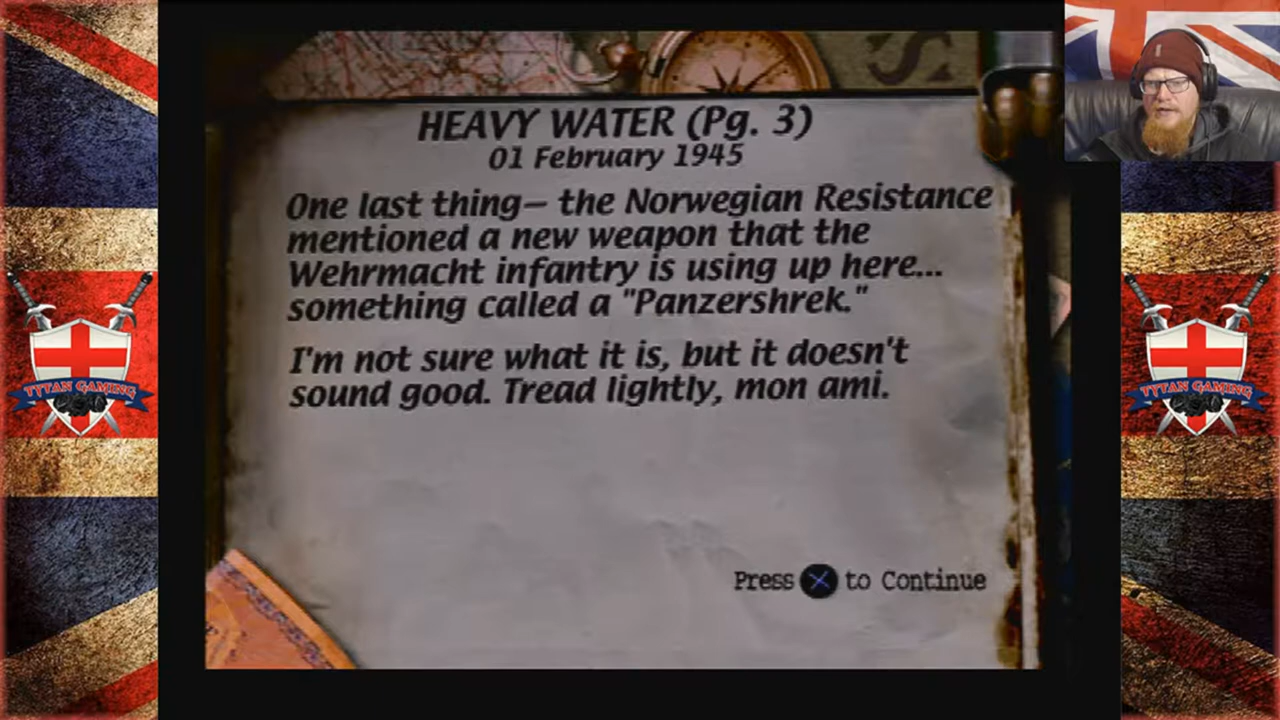 HEAVY WATER (Pg. 3)
01 February 1945
One last thing— the Norwegian Resistance
mentioned a new weapon that the
Wehrmacht infantry is using up here...
something called a "Panzershrek."
I'm not sure what it is, but it doesn't
sound good. Tread lightly, mon ami.
Press X to Continue
TYTAN GAMING
TYTAN GAMING